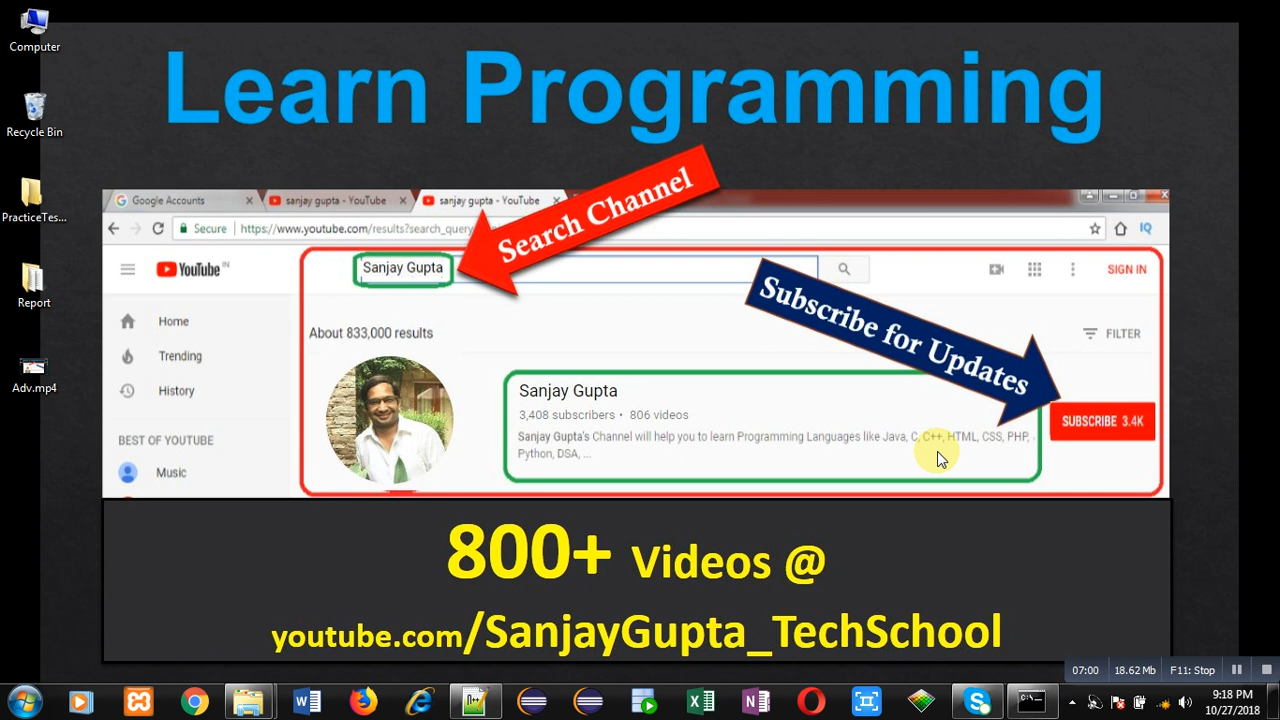 Computer
Recycle Bin
PracticeTes...
Report
Adv.mp4
Learn Programming
Google Accounts
sanjay gupta - YouTube
sanjay gupta - YouTube
Secure
https://www.youtube.com/results?search_query
IQ
Search Channel
YouTube IN
Sanjay Gupta
SIGN IN
Subscribe for Updates
Home
Trending
History
BEST OF YOUTUBE
Music
About 833,000 results
FILTER
Sanjay Gupta
3,408 subscribers • 806 videos
SUBSCRIBE 3.4K
Sanjay Gupta's Channel will help you to learn Programming Languages like Java, C, C++, HTML, CSS, PHP,
Python, DSA, ...
800+ Videos @
youtube.com/SanjayGupta_TechSchool
07:00
18.62 Mb
F11: Stop
9:18 PM
10/27/2018